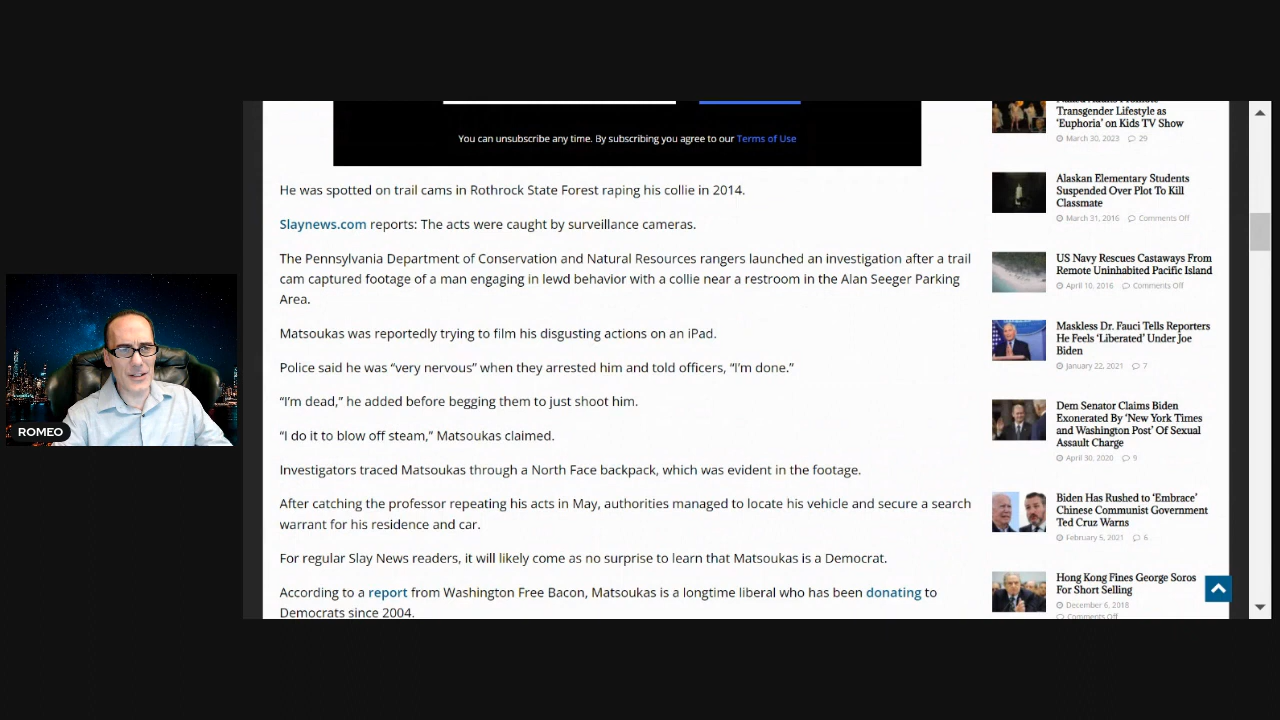 You can unsubscribe any time. By subscribing you agree to our Terms of Use
He was spotted on trail cams in Rothrock State Forest raping his collie in 2014.
Slaynews.com reports: The acts were caught by surveillance cameras.
The Pennsylvania Department of Conservation and Natural Resources rangers launched an investigation after a trail
cam captured footage of a man engaging in lewd behavior with a collie near a restroom in the Alan Seeger Parking
Area.
Matsoukas was reportedly trying to film his disgusting actions on an iPad.
Police said he was “very nervous” when they arrested him and told officers, “I’m done.”
“I’m dead,” he added before begging them to just shoot him.
“I do it to blow off steam,” Matsoukas claimed.
Investigators traced Matsoukas through a North Face backpack, which was evident in the footage.
After catching the professor repeating his acts in May, authorities managed to locate his vehicle and secure a search
warrant for his residence and car.
For regular Slay News readers, it will likely come as no surprise to learn that Matsoukas is a Democrat.
According to a report from Washington Free Bacon, Matsoukas is a longtime liberal who has been donating to
Democrats since 2004.
Transgender Lifestyle as
‘Euphoria’ on Kids TV Show
March 30, 2023 29
Alaskan Elementary Students
Suspended Over Plot To Kill
Classmate
March 31, 2016 Comments Off
US Navy Rescues Castaways From
Remote Uninhabited Pacific Island
April 10, 2016 Comments Off
Maskless Dr. Fauci Tells Reporters
He Feels ‘Liberated’ Under Joe
Biden
January 22, 2021 7
Dem Senator Claims Biden
Exonerated By ‘New York Times
and Washington Post’ Of Sexual
Assault Charge
April 30, 2020 9
Biden Has Rushed to ‘Embrace’
Chinese Communist Government
Ted Cruz Warns
February 5, 2021 6
Hong Kong Fines George Soros
For Short Selling
December 6, 2018
Comments Off
ROMEO